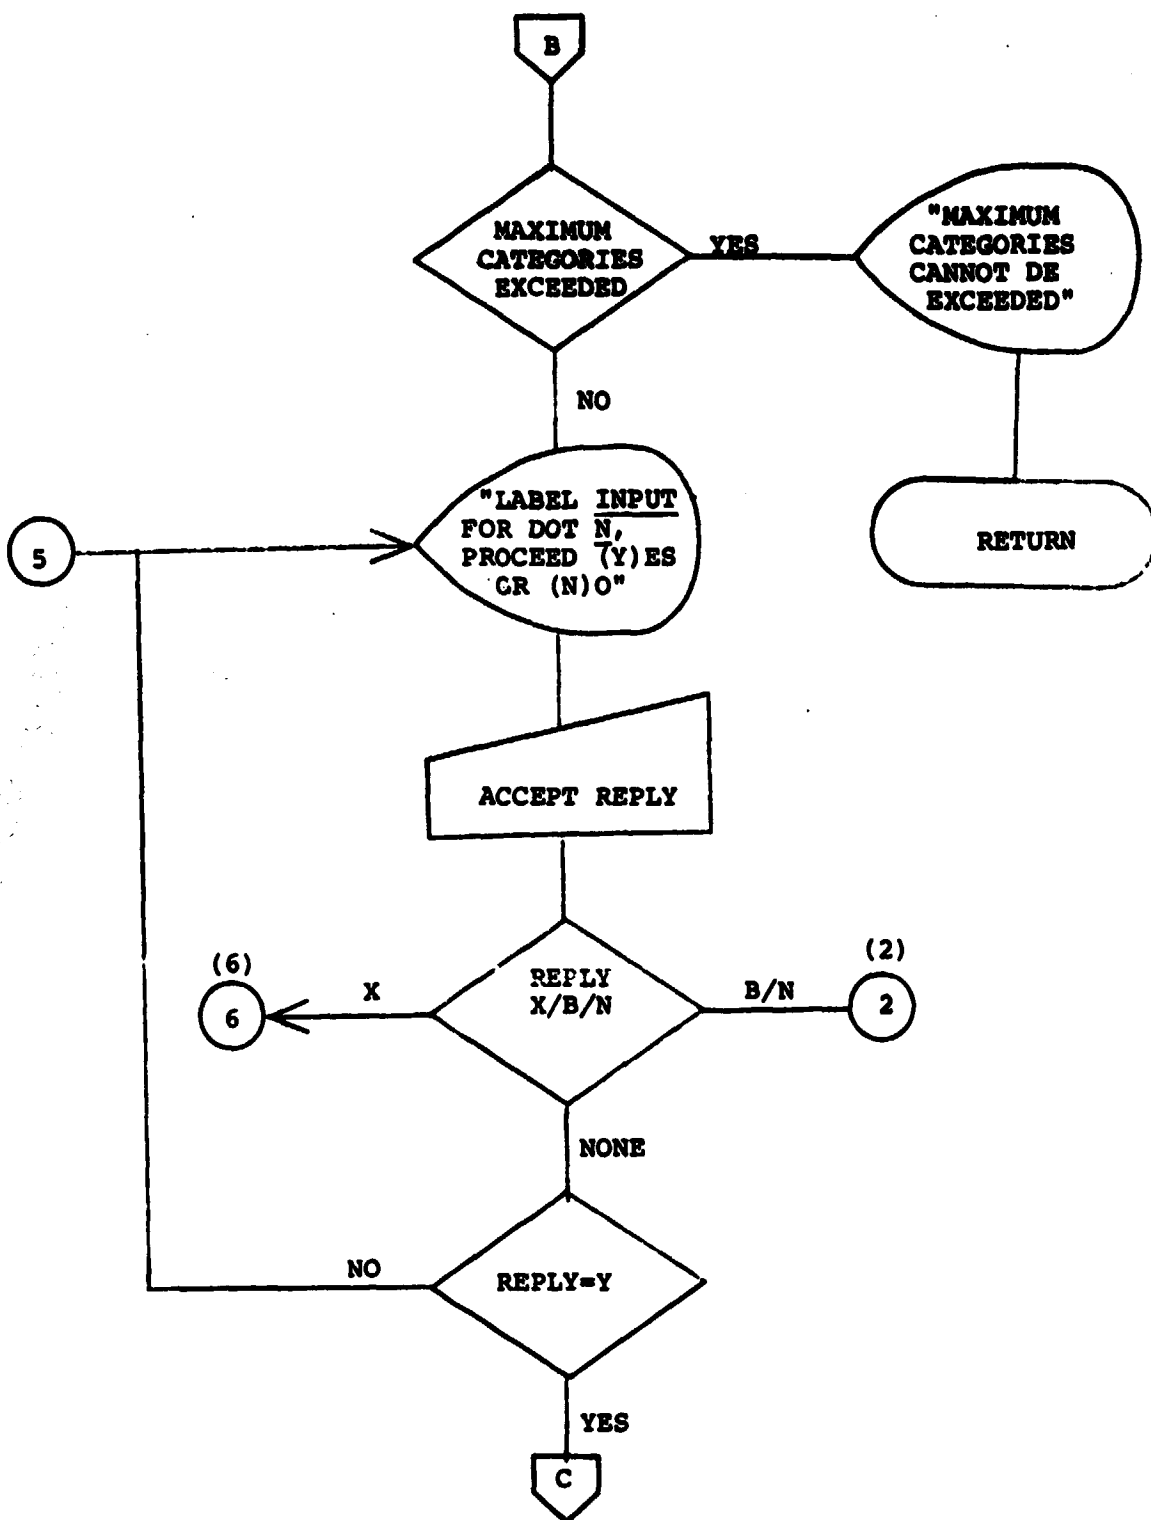 B
MAXIMUM
CATEGORIES
EXCEEDED
YES
"MAXIMUM
CATEGORIES
CANNOT DE
EXCEEDED"
NO
RETURN
5
"LABEL INPUT
FOR DOT N,
PROCEED (Y)ES
OR (N)O"
ACCEPT REPLY
(6)
6
X
REPLY
X/B/N
B/N
(2)
2
NONE
NO
REPLY=Y
YES
C